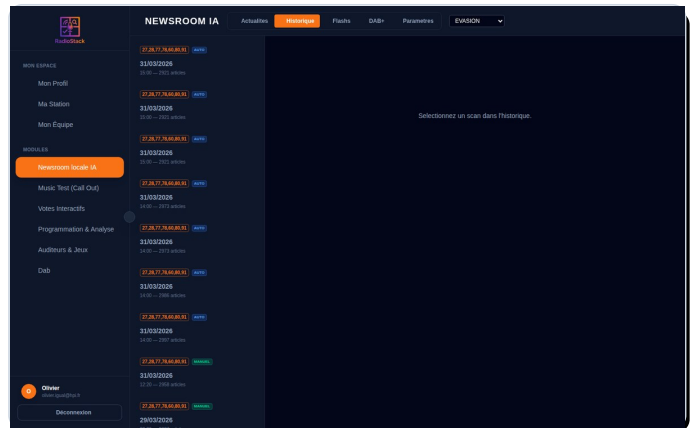 RadioStack
MON ESPACE
Mon Profil
Ma Station
Mon Équipe
MODULES
Newsroom locale IA
Music Test (Call Out)
Votes Interactifs
Programmation & Analyse
Auditeurs & Jeux
Dab
O
Olivier
Déconnexion
NEWSROOM IA
Actualites
Historique
Flashs
DAB+
Parametres
EVASION
27,28,77,78,60,80,91 AUTO
31/03/2026
16:00 — 2921 articles
27,28,77,78,60,80,91 AUTO
31/03/2026
16:00 — 2921 articles
27,28,77,78,60,80,91 AUTO
31/03/2026
16:00 — 2921 articles
27,28,77,78,60,80,91 AUTO
31/03/2026
14:00 — 2973 articles
27,28,77,78,60,80,91 AUTO
31/03/2026
14:00 — 2973 articles
27,28,77,78,60,80,91 AUTO
31/03/2026
14:00 — 2986 articles
27,28,77,78,60,80,91 AUTO
31/03/2026
14:00 — 2987 articles
27,28,77,78,60,80,91 MANUEL
31/03/2026
12:20 — 2958 articles
27,28,77,78,60,80,91 MANUEL
29/03/2026
Selectionnez un scan dans l'historique.